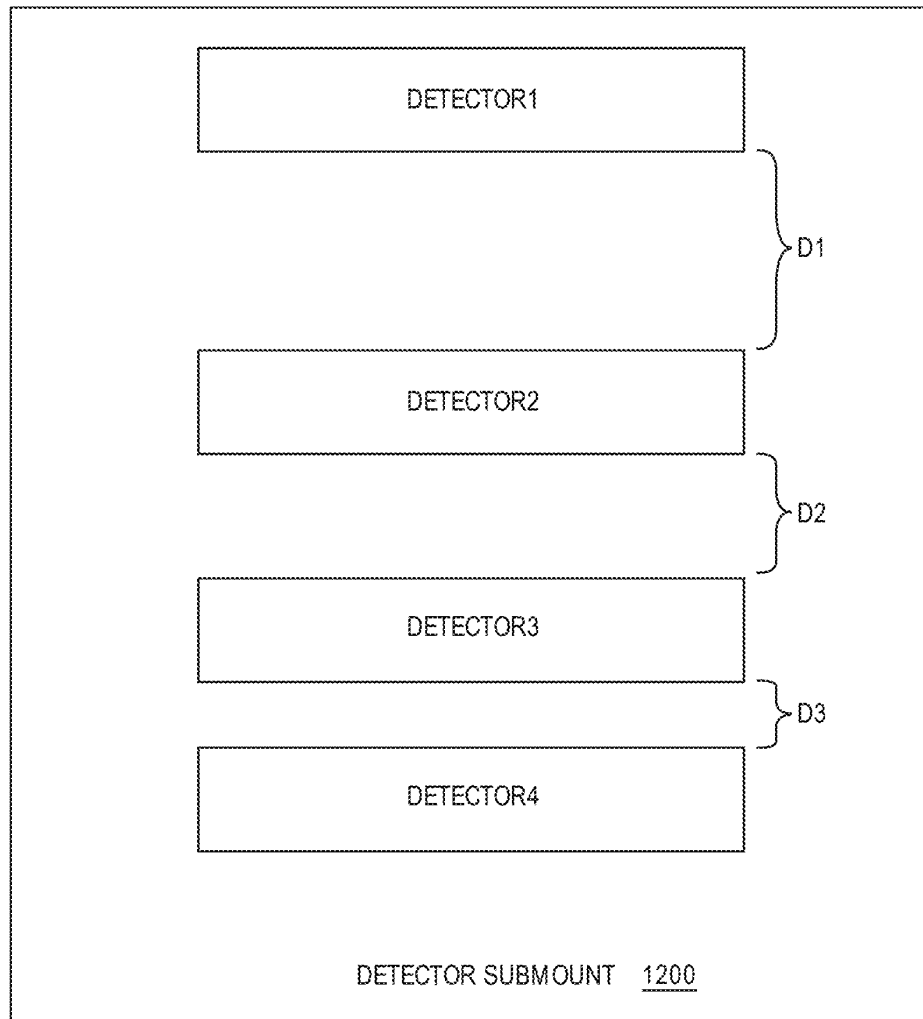 DETECTOR1
D1
DETECTOR2
D2
DETECTOR3
D3
DETECTOR4
DETECTOR SUBMOUNT 1200